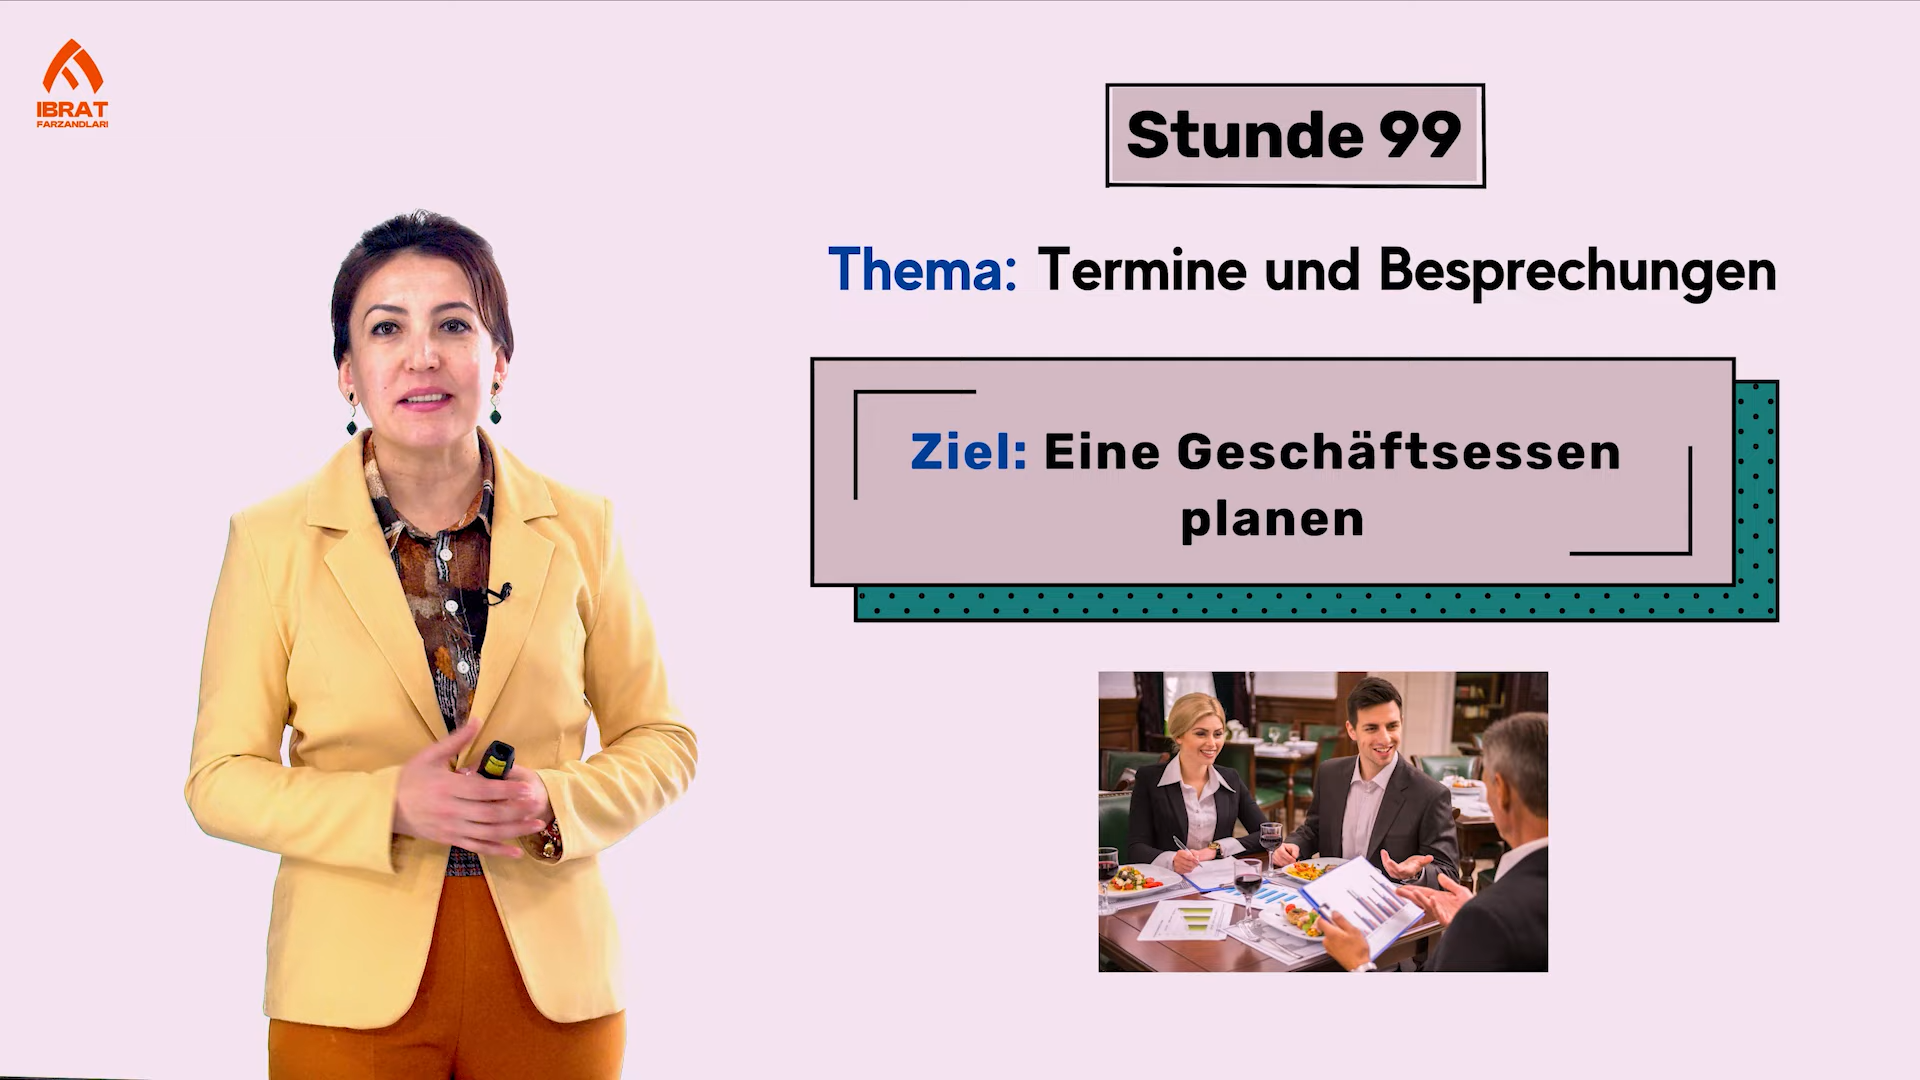 IBRAT
FARZANDLARI
Stunde 99
Thema: Termine und Besprechungen
Ziel: Eine Geschäftsessen
planen